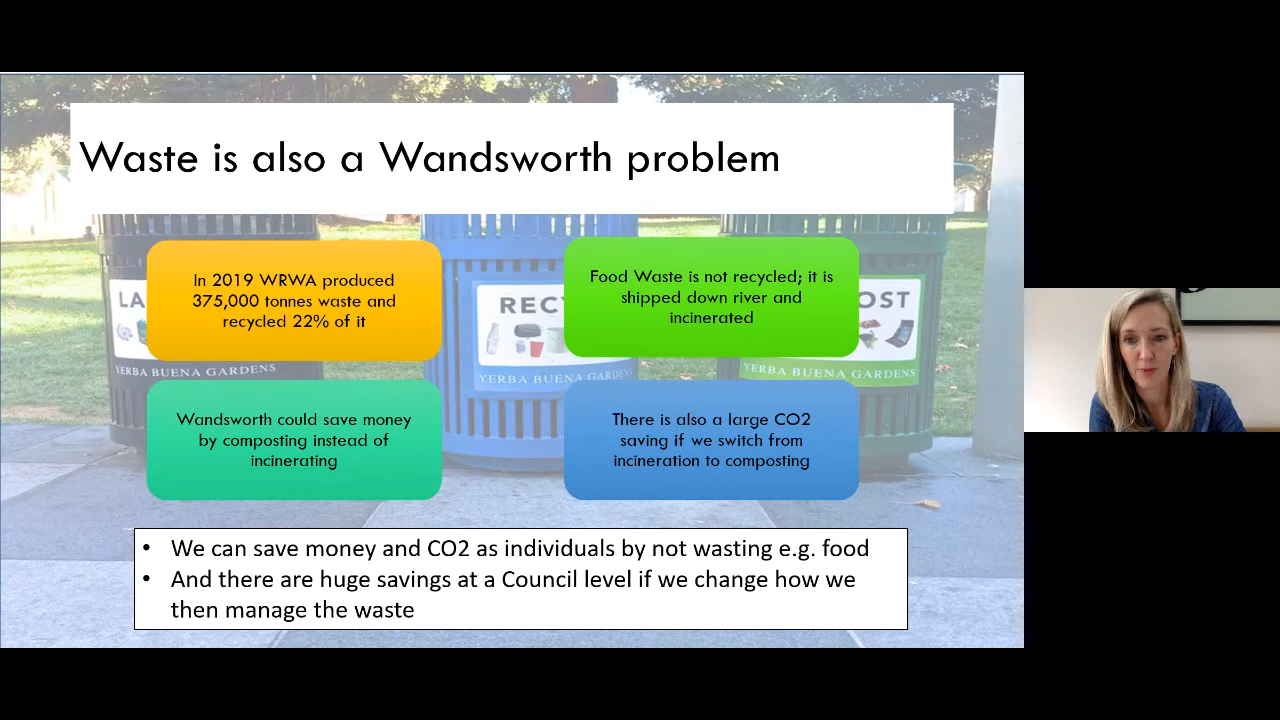 Waste is also a Wandsworth problem
In 2019 WRWA produced
375,000 tonnes waste and
recycled 22% of it
Food Waste is not recycled; it is
shipped down river and
incinerated
Wandsworth could save money
by composting instead of
incinerating
There is also a large CO2
saving if we switch from
incineration to composting
• We can save money and CO2 as individuals by not wasting e.g. food
• And there are huge savings at a Council level if we change how we
then manage the waste
LA
REC
OST
YERBA BUENA GARDENS
YERBA BUENA GARDENS
YERBA BUENA GARDENS